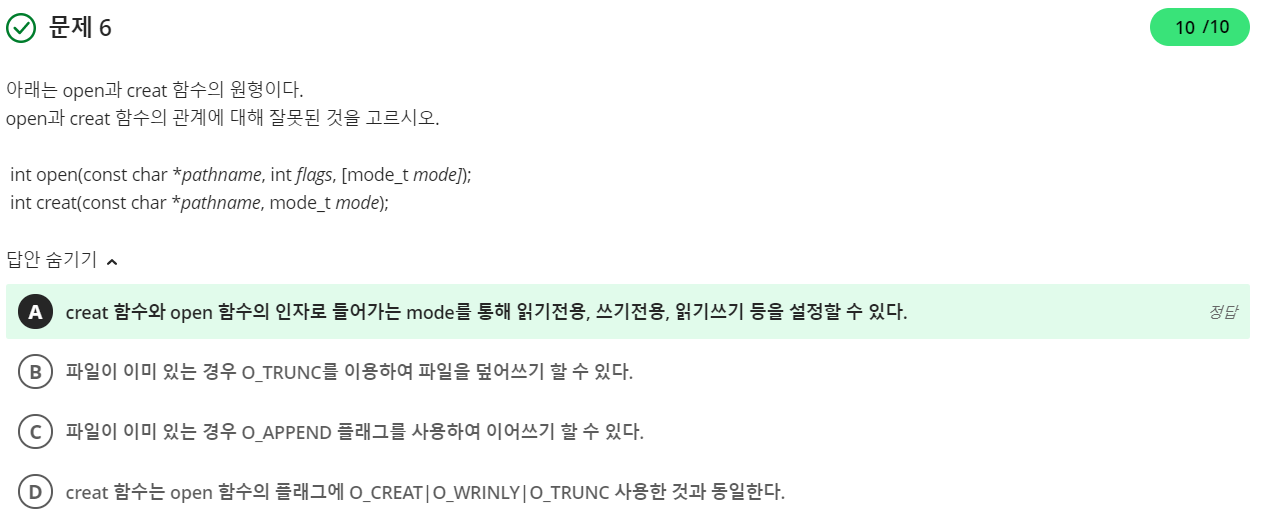 문제 6
10 /10
아래는 open과 creat 함수의 원형이다.
open과 creat 함수의 관계에 대해 잘못된 것을 고르시오.
int open(const char *pathname, int flags, [mode_t mode]);
int creat(const char *pathname, mode_t mode);
답안 숨기기
A creat 함수와 open 함수의 인자로 들어가는 mode를 통해 읽기전용, 쓰기전용, 읽기쓰기 등을 설정할 수 있다. 정답
B 파일이 이미 있는 경우 O_TRUNC를 이용하여 파일을 덮어쓰기 할 수 있다.
C 파일이 이미 있는 경우 O_APPEND 플래그를 사용하여 이어쓰기 할 수 있다.
D creat 함수는 open 함수의 플래그에 O_CREAT|O_WRINLY|O_TRUNC 사용한 것과 동일한다.